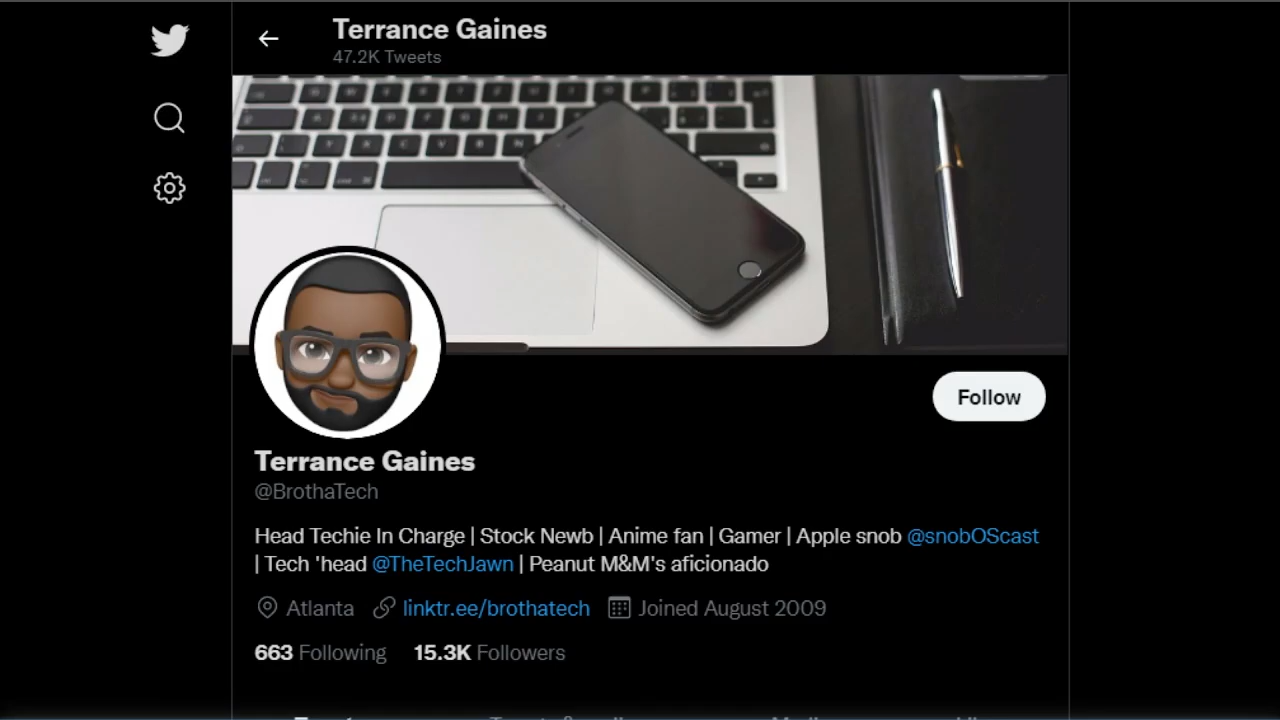 Terrance Gaines
47.2K Tweets
Follow
Terrance Gaines
@BrothaTech
Head Techie In Charge | Stock Newb | Anime fan | Gamer | Apple snob @snobOScast
| Tech 'head @TheTechJawn | Peanut M&M's aficionado
Atlanta linktr.ee/brothatech Joined August 2009
663 Following 15.3K Followers